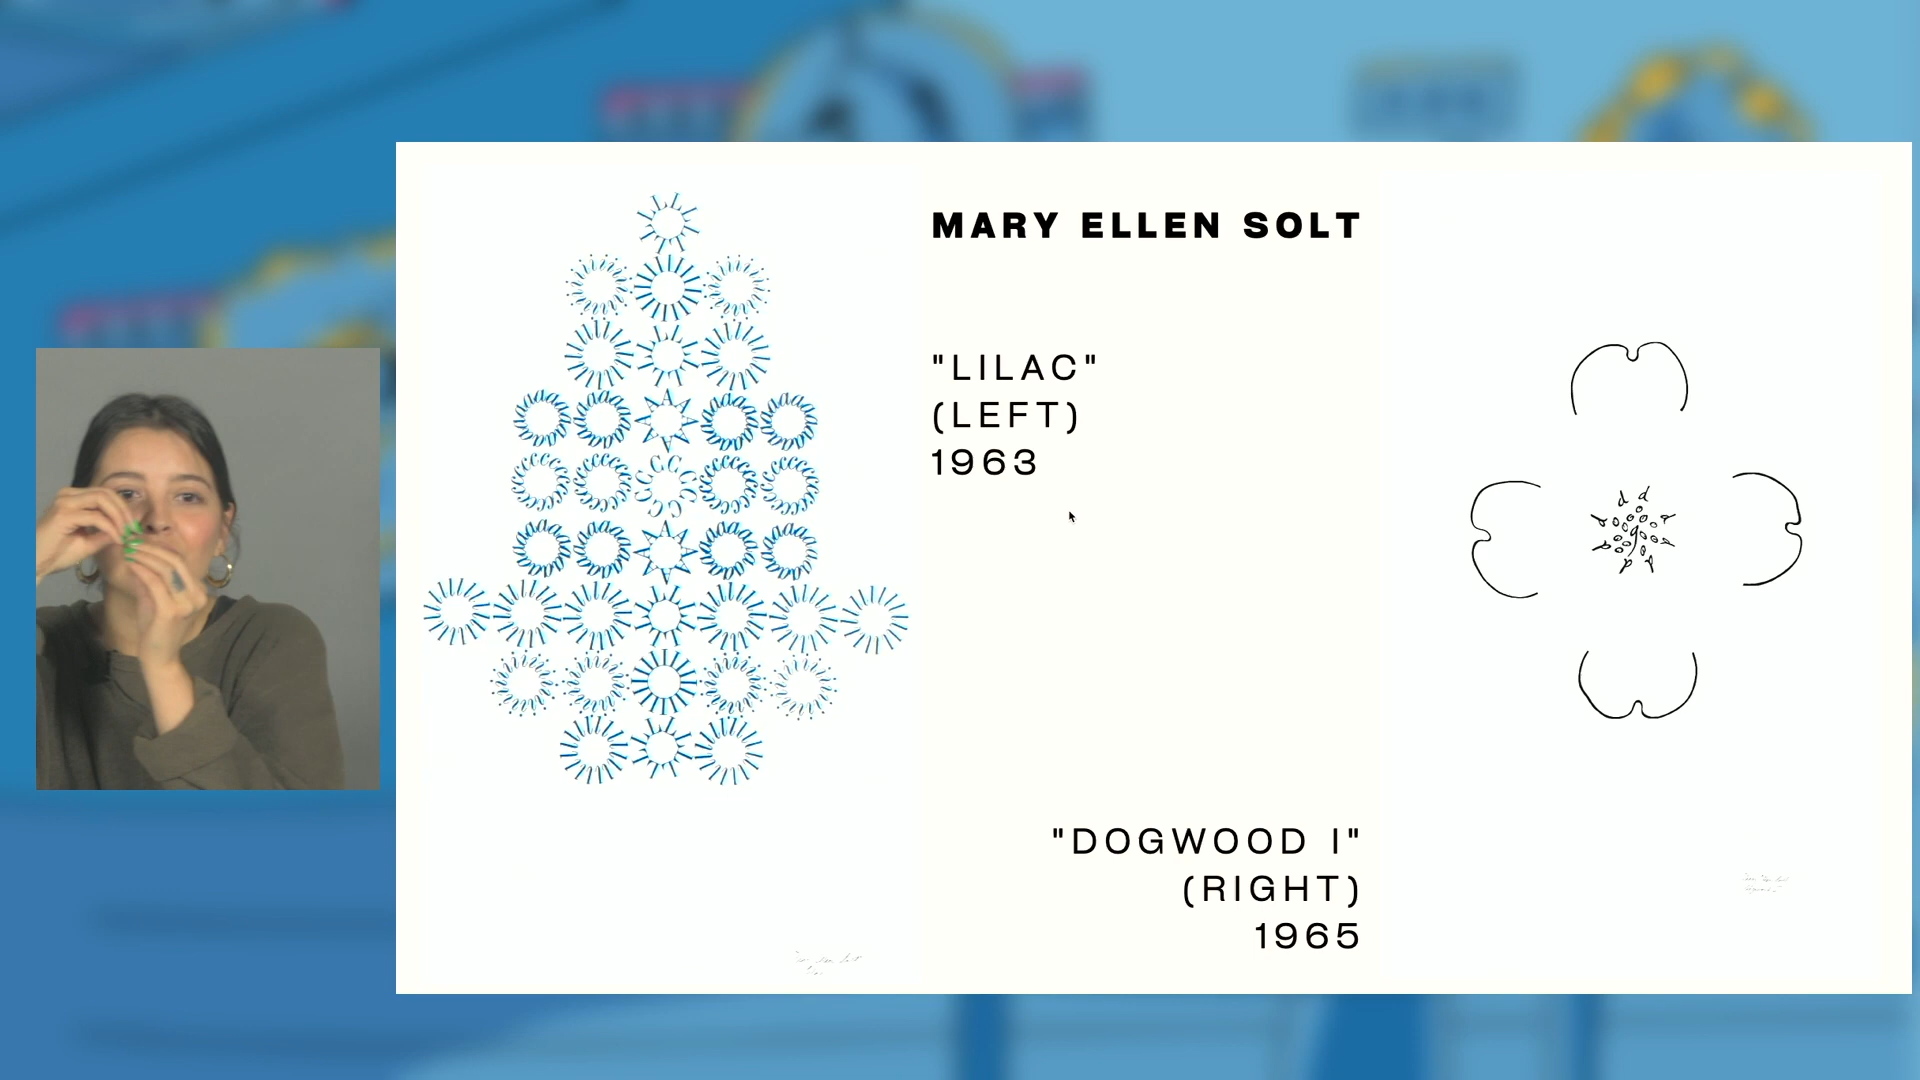 MARY ELLEN SOLT
"LILAC"
(LEFT)
1963
"DOGWOOD I"
(RIGHT)
1965